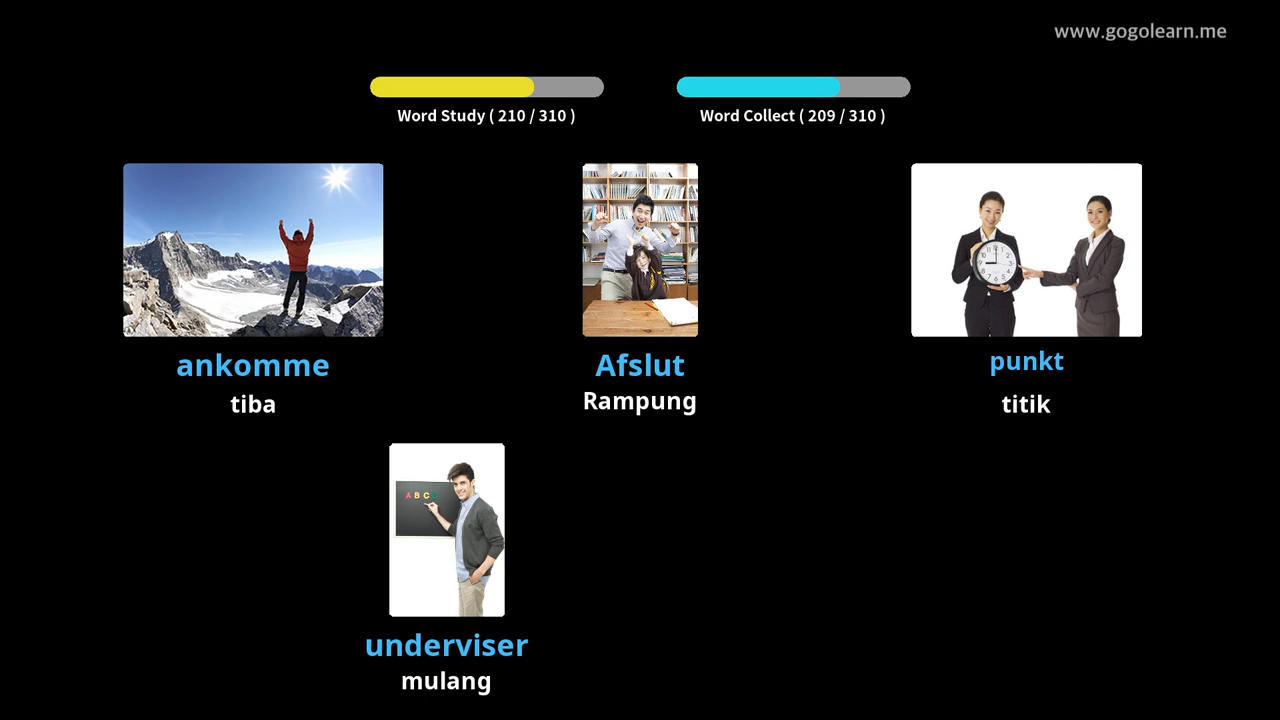 www.gogolearn.me
Word Study ( 210 / 310 )
Word Collect ( 209 / 310 )
ankomme
tiba
Afslut
Rampung
punkt
titik
A B C
underviser
mulang